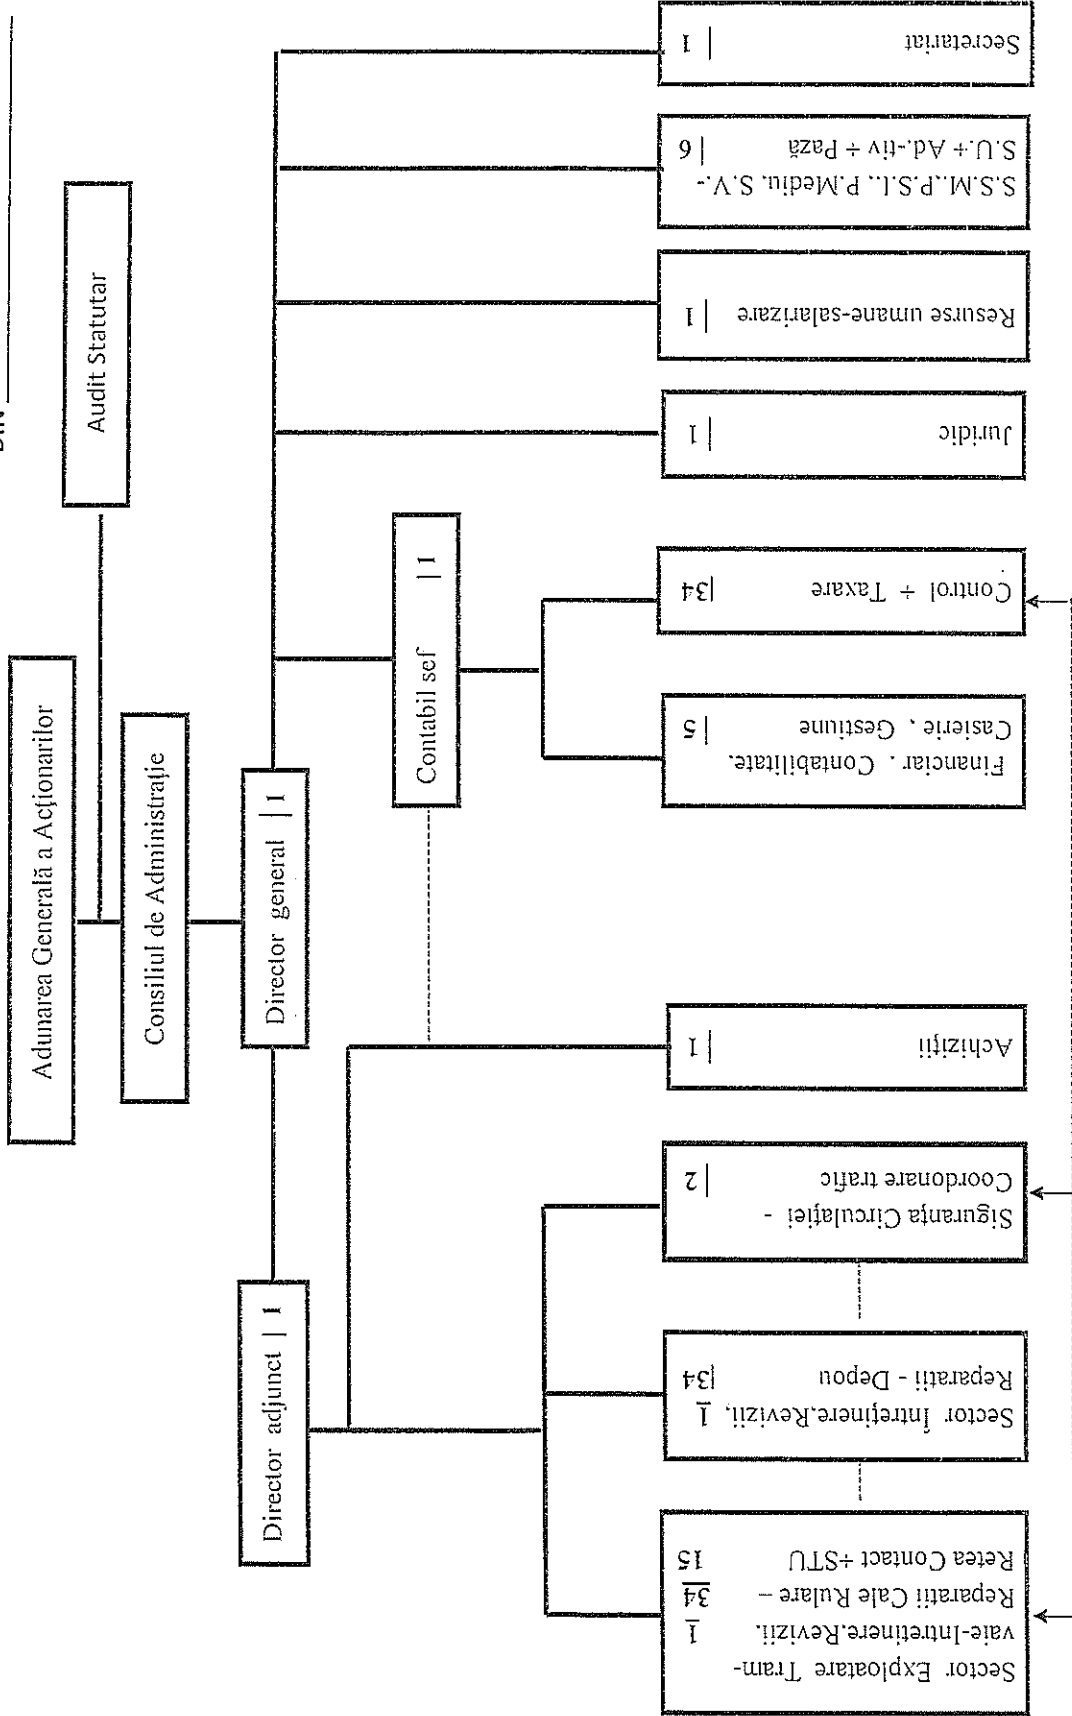 DIN
Adunarea Generală a Acționarilor
Audit Statutar
Consiliul de Administrație
Director general | 1
Director adjunct | 1
Contabil sef | 1
Sector Exploatare Tram-
vaie-Intretinere.Revizii. 1
Reparatii Cale Rulare – 34
Retea Contact +STU 15
Sector Întreținere.Revizii, 1
Reparatii - Depou |34
Siguranța Circulației -
Coordonare trafic | 2
Achiziții | 1
Financiar . Contabilitate.
Casierie , Gestiune | 5
Control + Taxare |34
Juridic | 1
Resurse umane-salarizare | 1
S.S.M.,P.S.I., P.Mediu, S.V.-
S.U.+ Ad.-tiv + Pază | 6
Secretariat | 1